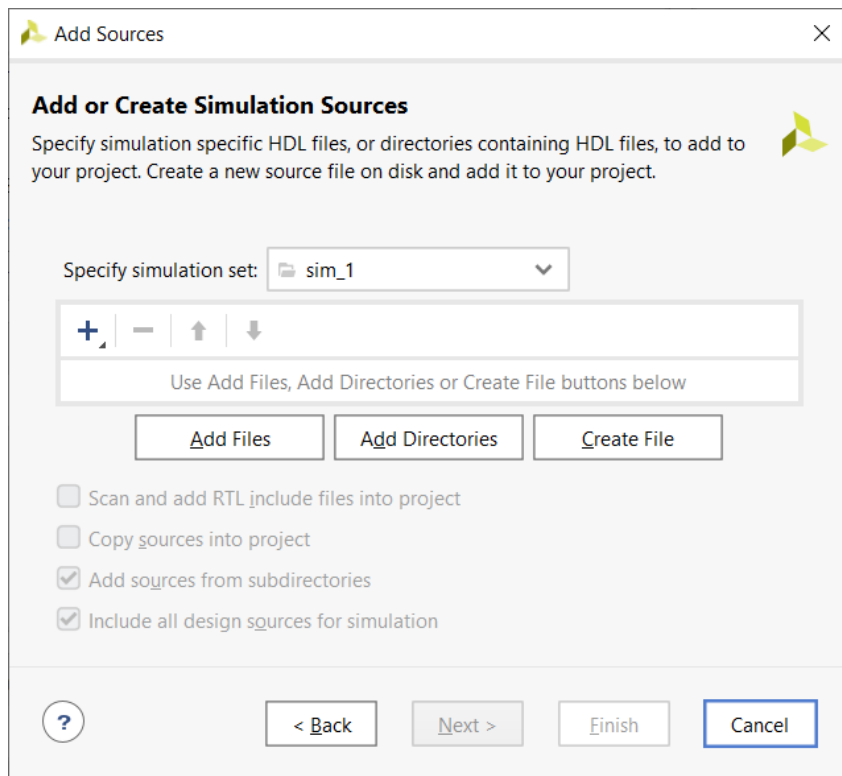 Add Sources
Add or Create Simulation Sources
Specify simulation specific HDL files, or directories containing HDL files, to add to
your project. Create a new source file on disk and add it to your project.
Specify simulation set: sim_1
Use Add Files, Add Directories or Create File buttons below
Add Files Add Directories Create File
Scan and add RTL include files into project
Copy sources into project
Add sources from subdirectories
Include all design sources for simulation
? < Back Next > Finish Cancel